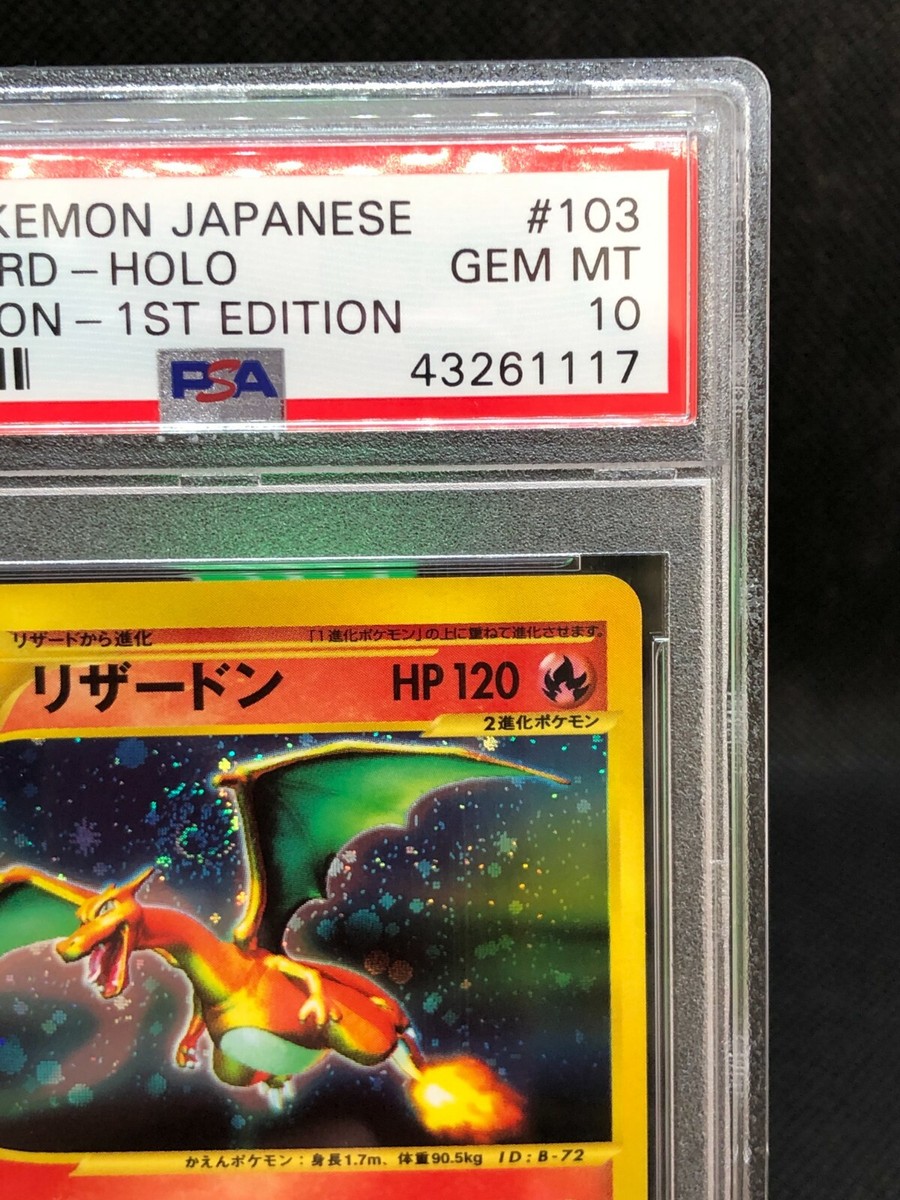 KEMON JAPANESE #103
RD - HOLO GEM MT
ON - 1ST EDITION 10
PSA 43261117
リザードから進化 「1進化ポケモン」の上に重ねて進化させます。
リザードン HP 120
2進化ポケモン
かえんポケモン：身長1.7m、体重90.5kg ID : B-72